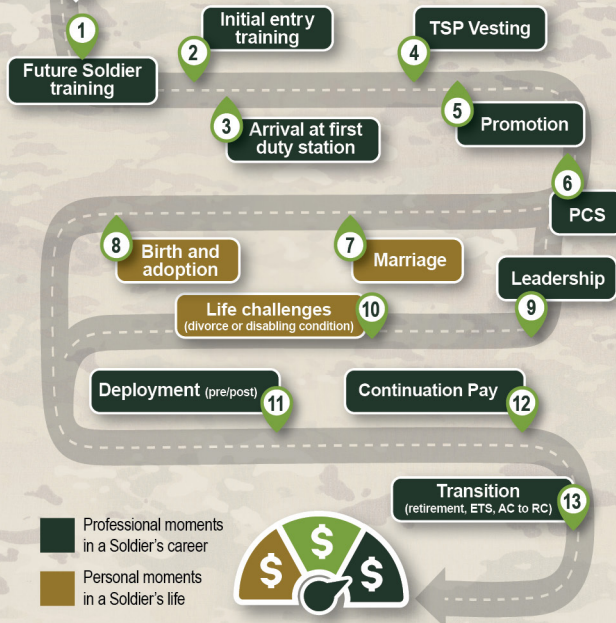 1
Future Soldier
training
2
Initial entry
training
3
Arrival at first
duty station
4
TSP Vesting
5
Promotion
6
PCS
7
Marriage
8
Birth and
adoption
9
Leadership
10
Life challenges
(divorce or disabling condition)
11
Deployment (pre/post)
12
Continuation Pay
13
Transition
(retirement, ETS, AC to RC)
Professional moments
in a Soldier's career
Personal moments
in a Soldier's life
$
$
$